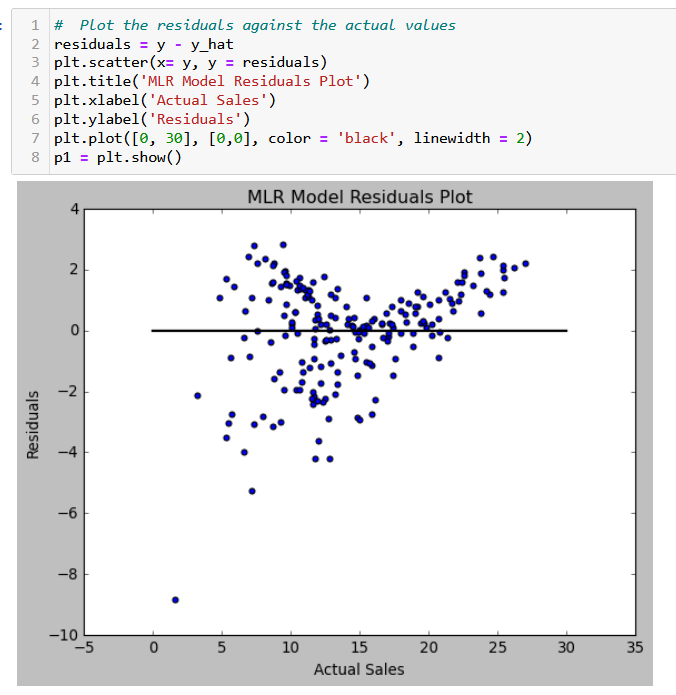 :
1 # Plot the residuals against the actual values
2 residuals = y - y_hat
3 plt.scatter(x= y, y = residuals)
4 plt.title('MLR Model Residuals Plot')
5 plt.xlabel('Actual Sales')
6 plt.ylabel('Residuals')
7 plt.plot([0, 30], [0,0], color = 'black', linewidth = 2)
8 p1 = plt.show()
MLR Model Residuals Plot
4
2
0
−2
−4
−6
−8
−10
Residuals
−5 0 5 10 15 20 25 30 35
Actual Sales